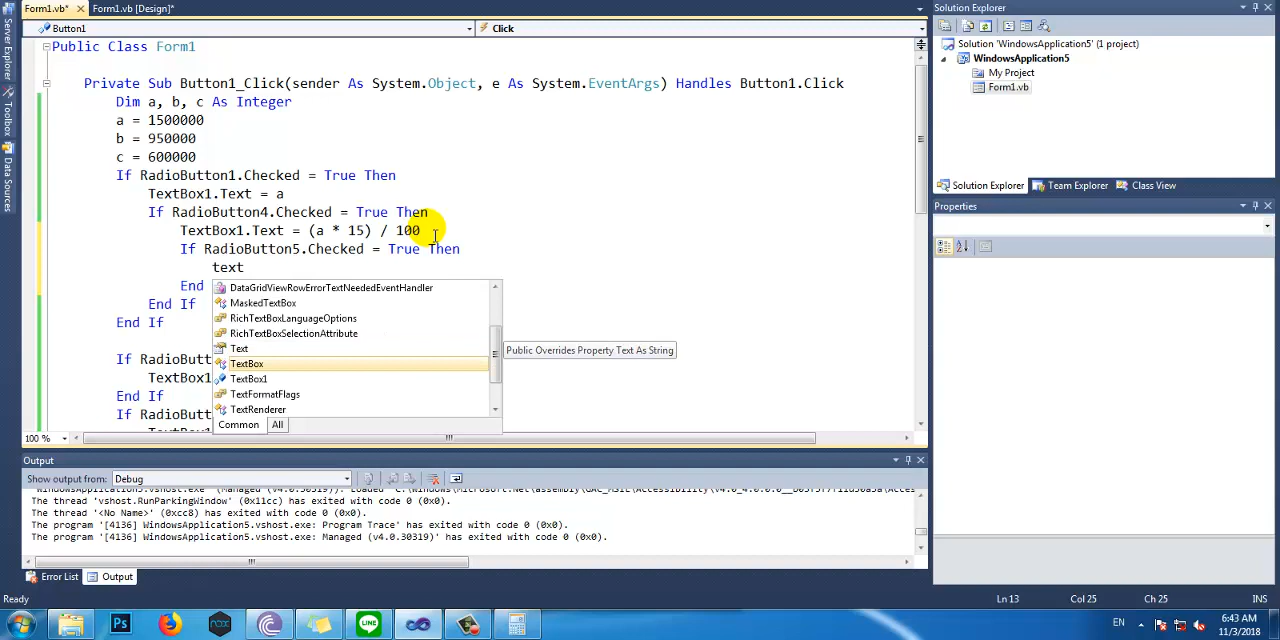 Form1.vb*
Form1.vb [Design]*
Button1
Click
Public Class Form1
Private Sub Button1_Click(sender As System.Object, e As System.EventArgs) Handles Button1.Click
Dim a, b, c As Integer
a = 1500000
b = 950000
c = 600000
If RadioButton1.Checked = True Then
TextBox1.Text = a
If RadioButton4.Checked = True Then
TextBox1.Text = (a * 15) / 100
If RadioButton5.Checked = True Then
text
End
End If
End If
If RadioButt
TextBox1
End If
If RadioButt
DataGridViewRowErrorTextNeededEventHandler
MaskedTextBox
RichTextBoxLanguageOptions
RichTextBoxSelectionAttribute
Text
TextBox
TextBox1
TextFormatFlags
TextRenderer
Common
All
Public Overrides Property Text As String
100 %
Output
Show output from:
Debug
The thread 'vshost.RunParkingWindow' (0x11cc) has exited with code 0 (0x0).
The thread '<No Name>' (0xcc8) has exited with code 0 (0x0).
The program '[4136] WindowsApplication5.vshost.exe: Program Trace' has exited with code 0 (0x0).
The program '[4136] WindowsApplication5.vshost.exe: Managed (v4.0.30319)' has exited with code 0 (0x0).
Error List
Output
Ready
Ln 13
Col 25
Ch 25
INS
Server Explorer
Toolbox
Data Sources
Solution Explorer
Solution 'WindowsApplication5' (1 project)
WindowsApplication5
My Project
Form1.vb
Solution Explorer
Team Explorer
Class View
Properties
Ps
LINE
EN
6:43 AM
11/3/2018